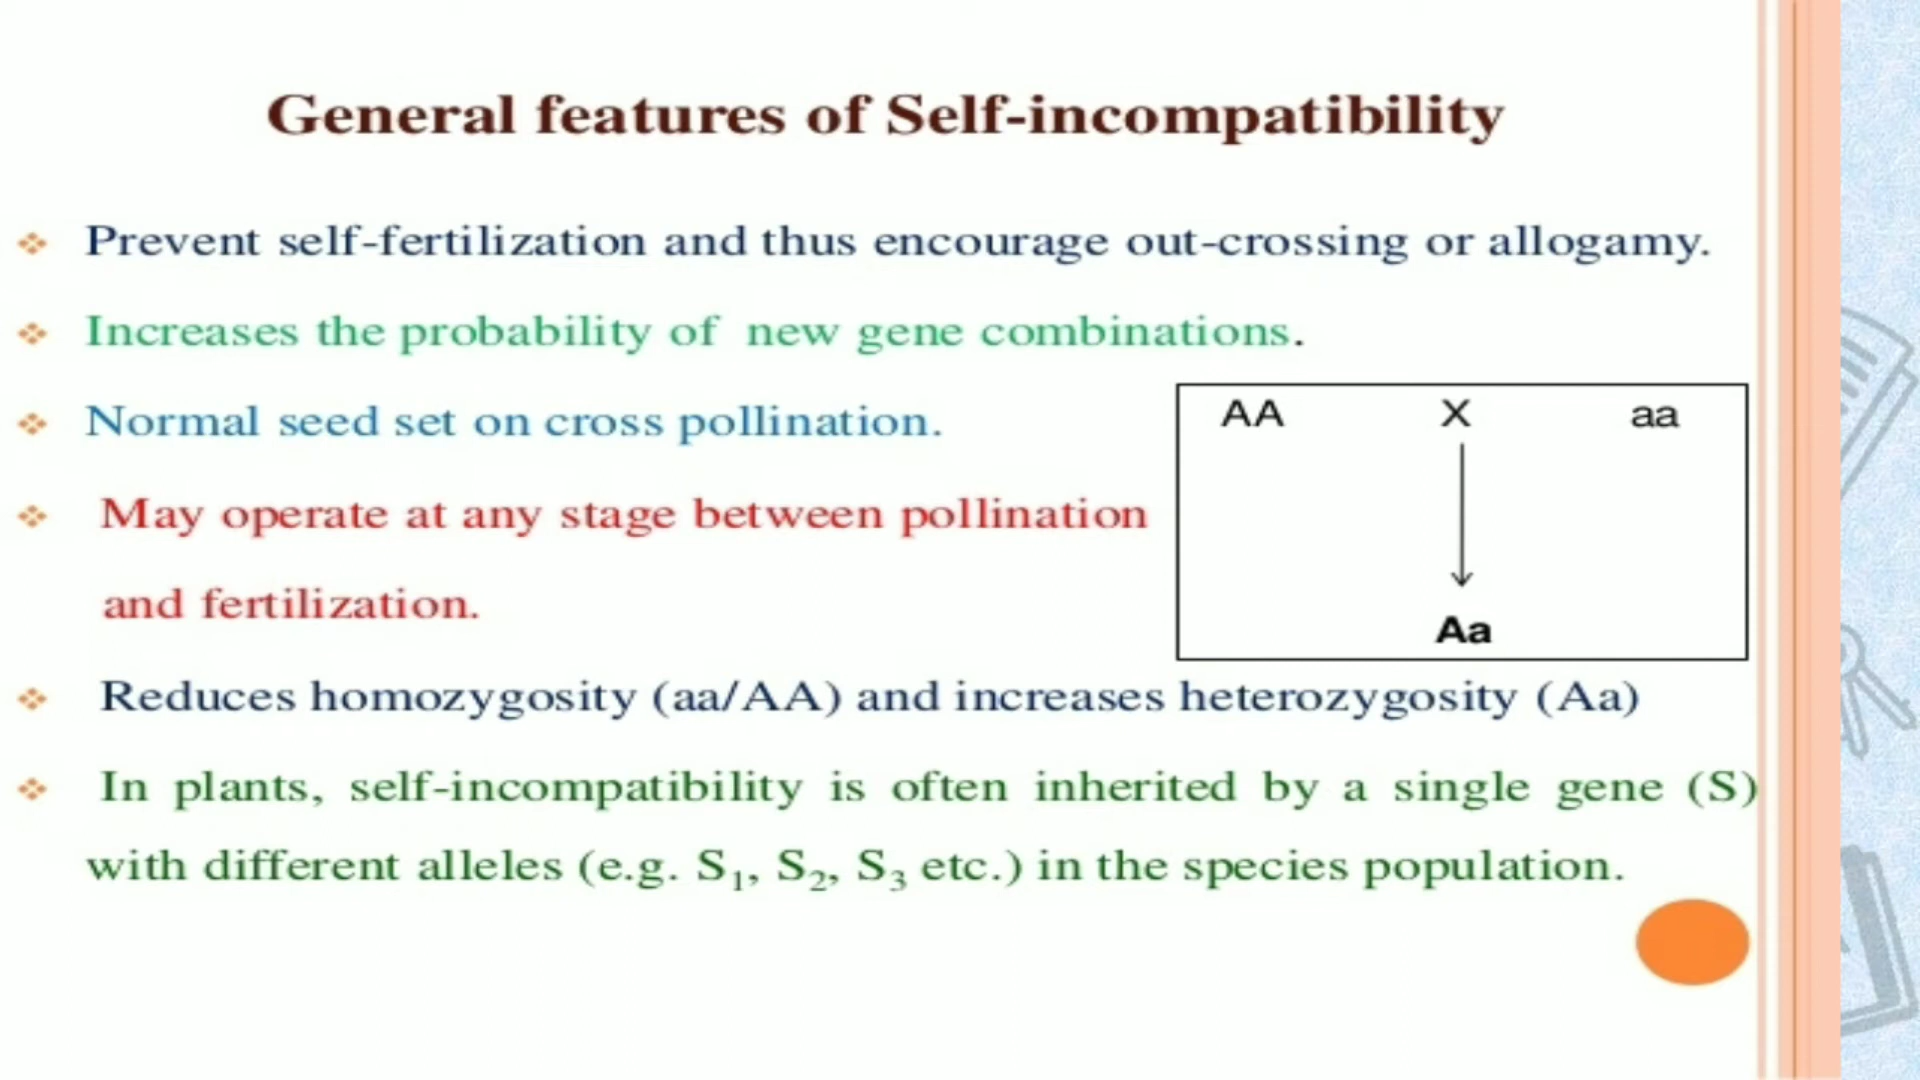 General features of Self-incompatibility
Prevent self-fertilization and thus encourage out-crossing or allogamy.
Increases the probability of new gene combinations.
Normal seed set on cross pollination.
May operate at any stage between pollination
and fertilization.
AA X aa
Aa
Reduces homozygosity (aa/AA) and increases heterozygosity (Aa)
In plants, self-incompatibility is often inherited by a single gene (S)
with different alleles (e.g. S₁, S₂, S₃ etc.) in the species population.